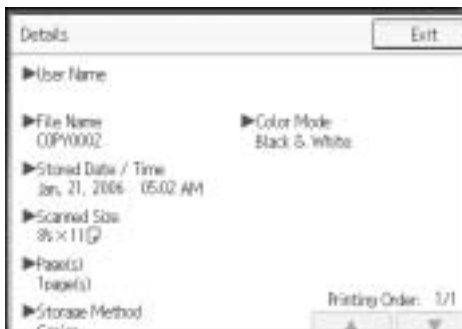 Details
Exit
▶User Name
▶File Name
COPY0002
▶Color Mode
Black & White
▶Stored Date / Time
Jan, 21, 2006 05:02 AM
▶Scanned Size
8½×11
▶Page(s)
1page(s)
▶Storage Method
Copier
Printing Order: 1/1